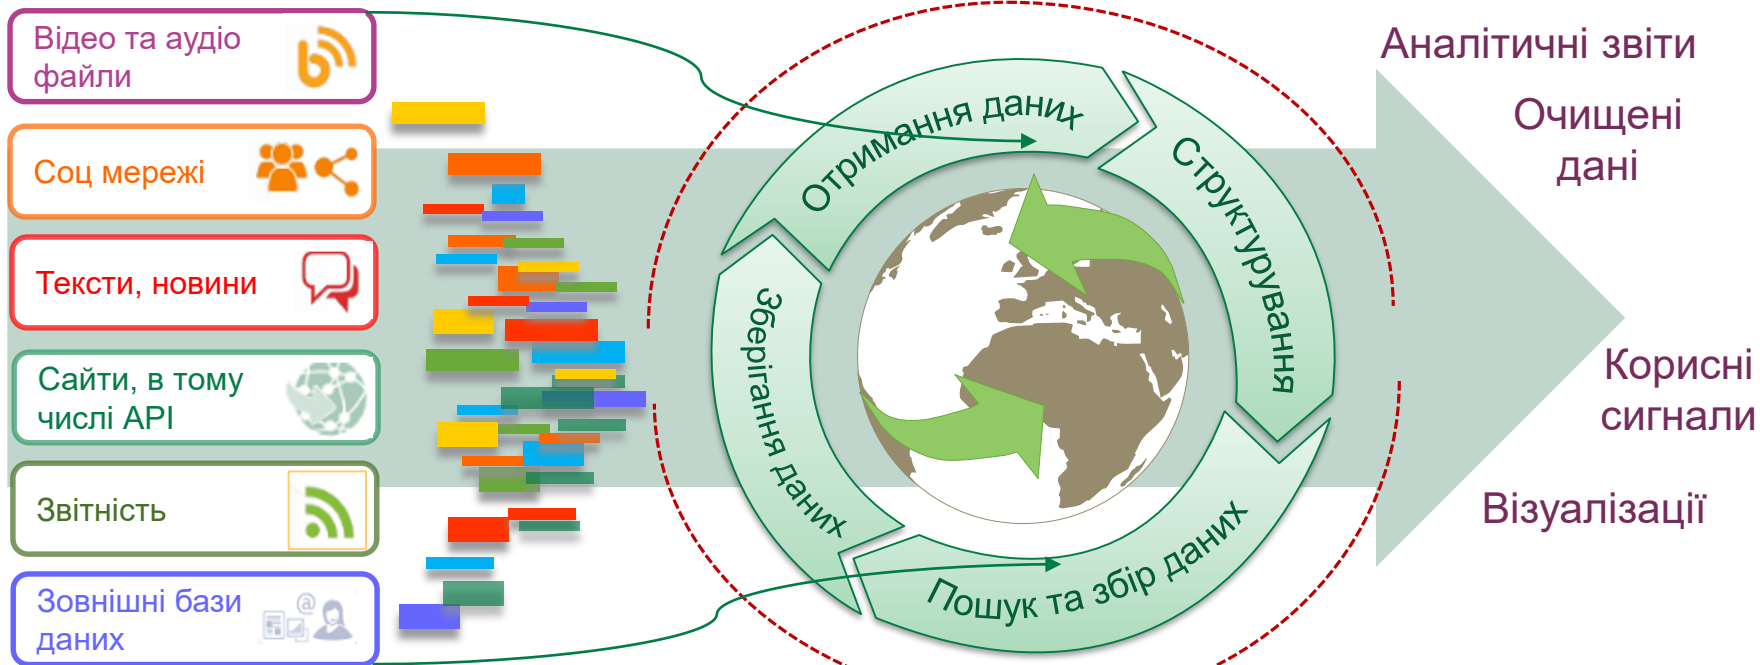 Відео та аудіо
файли
Соц мережі
Тексти, новини
Сайти, в тому
числі API
Звітність
Зовнішні бази
даних
@
Отримання даних
Структурування
Пошук та збір даних
Зберігання даних
Аналітичні звіти
Очищені
дані
Корисні
сигнали
Візуалізації